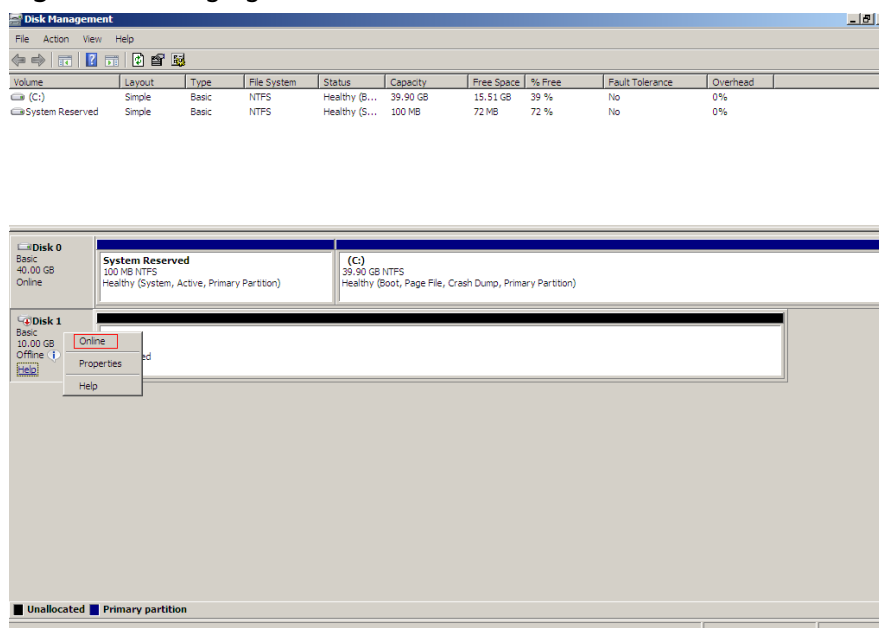 Disk Management
File Action View Help
Volume Layout Type File System Status Capacity Free Space % Free Fault Tolerance Overhead
(C:) Simple Basic NTFS Healthy (B... 39.90 GB 15.51 GB 39 % No 0%
System Reserved Simple Basic NTFS Healthy (S... 100 MB 72 MB 72 % No 0%
Disk 0
Basic
40.00 GB
Online
System Reserved
100 MB NTFS
Healthy (System, Active, Primary Partition)
(C:)
39.90 GB NTFS
Healthy (Boot, Page File, Crash Dump, Primary Partition)
Disk 1
Basic
10.00 GB
Offline
Help
ed
Online
Properties
Help
Unallocated Primary partition